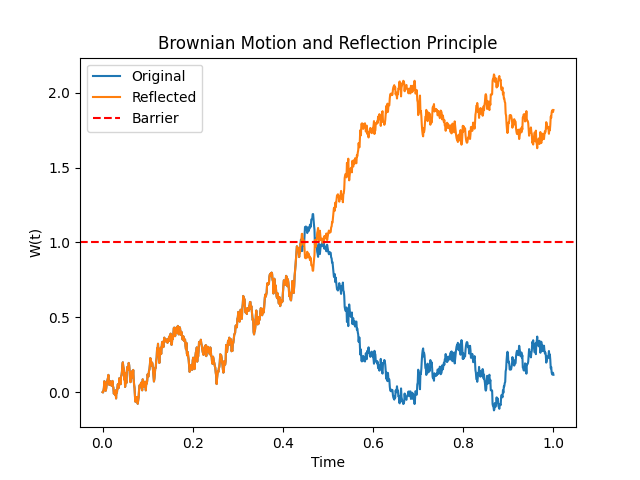 Brownian Motion and Reflection Principle
Original
Reflected
Barrier
2.0
1.5
1.0
0.5
0.0
W(t)
0.0 0.2 0.4 0.6 0.8 1.0
Time